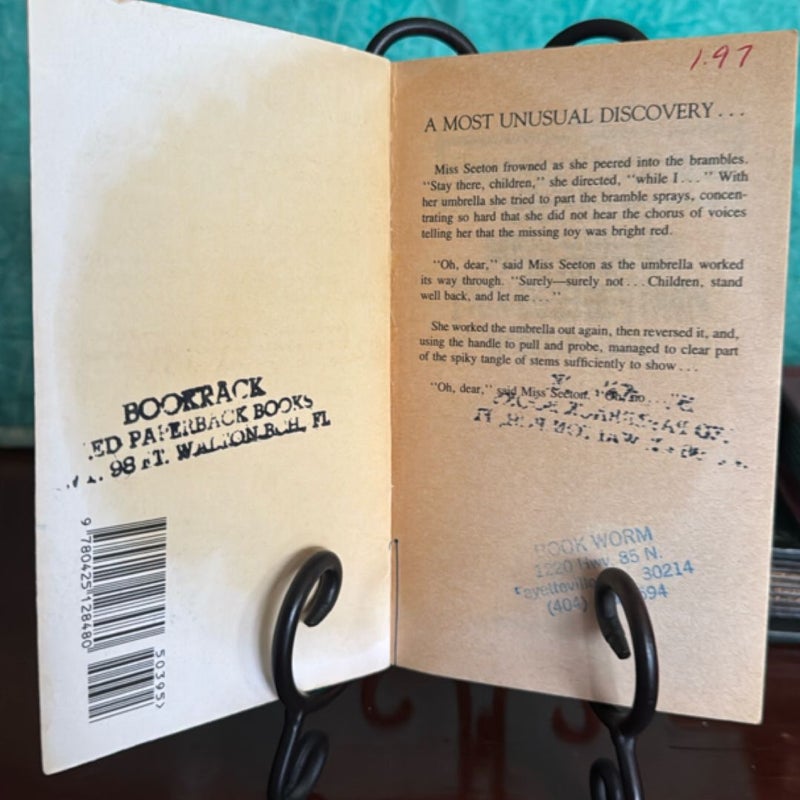 BOOKRACK
ED PAPERBACK BOOKS
98 FT. WALTON BCH, FL
9 780425 128480
50395>
1.97
A MOST UNUSUAL DISCOVERY...
Miss Seeton frowned as she peered into the brambles.
“Stay there, children,” she directed, “while I...” With
her umbrella she tried to part the bramble sprays, concen-
trating so hard that she did not hear the chorus of voices
telling her that the missing toy was bright red.
“Oh, dear,” said Miss Seeton as the umbrella worked
its way through. “Surely—surely not... Children, stand
well back, and let me...”
She worked the umbrella out again, then reversed it, and,
using the handle to pull and probe, managed to clear part
of the spiky tangle of stems sufficiently to show...
“Oh, dear,” said Miss Seeton. “Oh, no
BOOK WORM
1220 Hwy. 85 N.
Fayetteville 30214
(404) 594